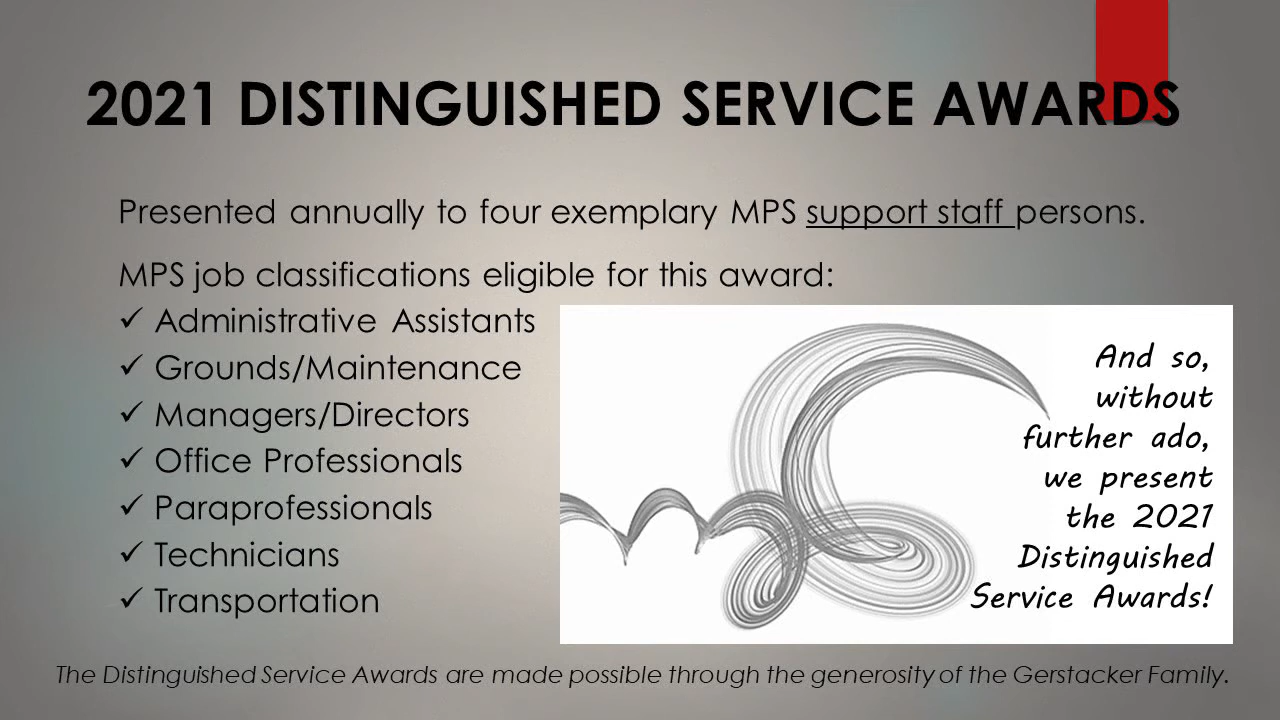 2021 DISTINGUISHED SERVICE AWARDS
Presented annually to four exemplary MPS support staff persons.
MPS job classifications eligible for this award:
✓ Administrative Assistants
✓ Grounds/Maintenance
✓ Managers/Directors
✓ Office Professionals
✓ Paraprofessionals
✓ Technicians
✓ Transportation
And so,
without
further ado,
we present
the 2021
Distinguished
Service Awards!
The Distinguished Service Awards are made possible through the generosity of the Gerstacker Family.